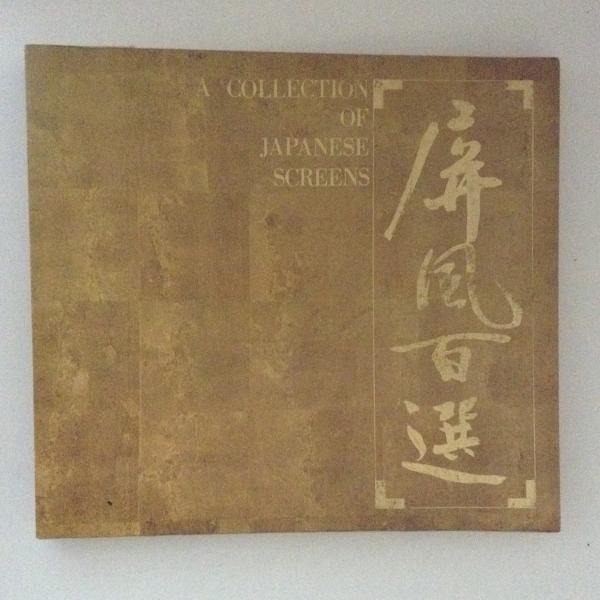 A COLLECTION
OF
JAPANESE
SCREENS
屏風百選